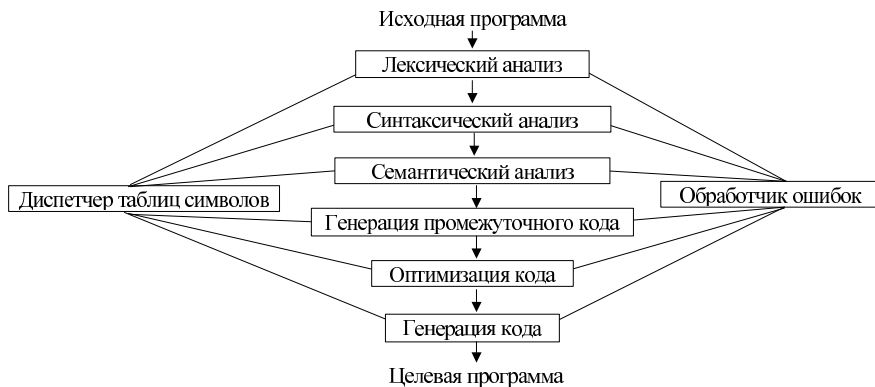 Исходная программа
Лексический анализ
Синтаксический анализ
Семантический анализ
Диспетчер таблиц символов
Обработчик ошибок
Генерация промежуточного кода
Оптимизация кода
Генерация кода
Целевая программа